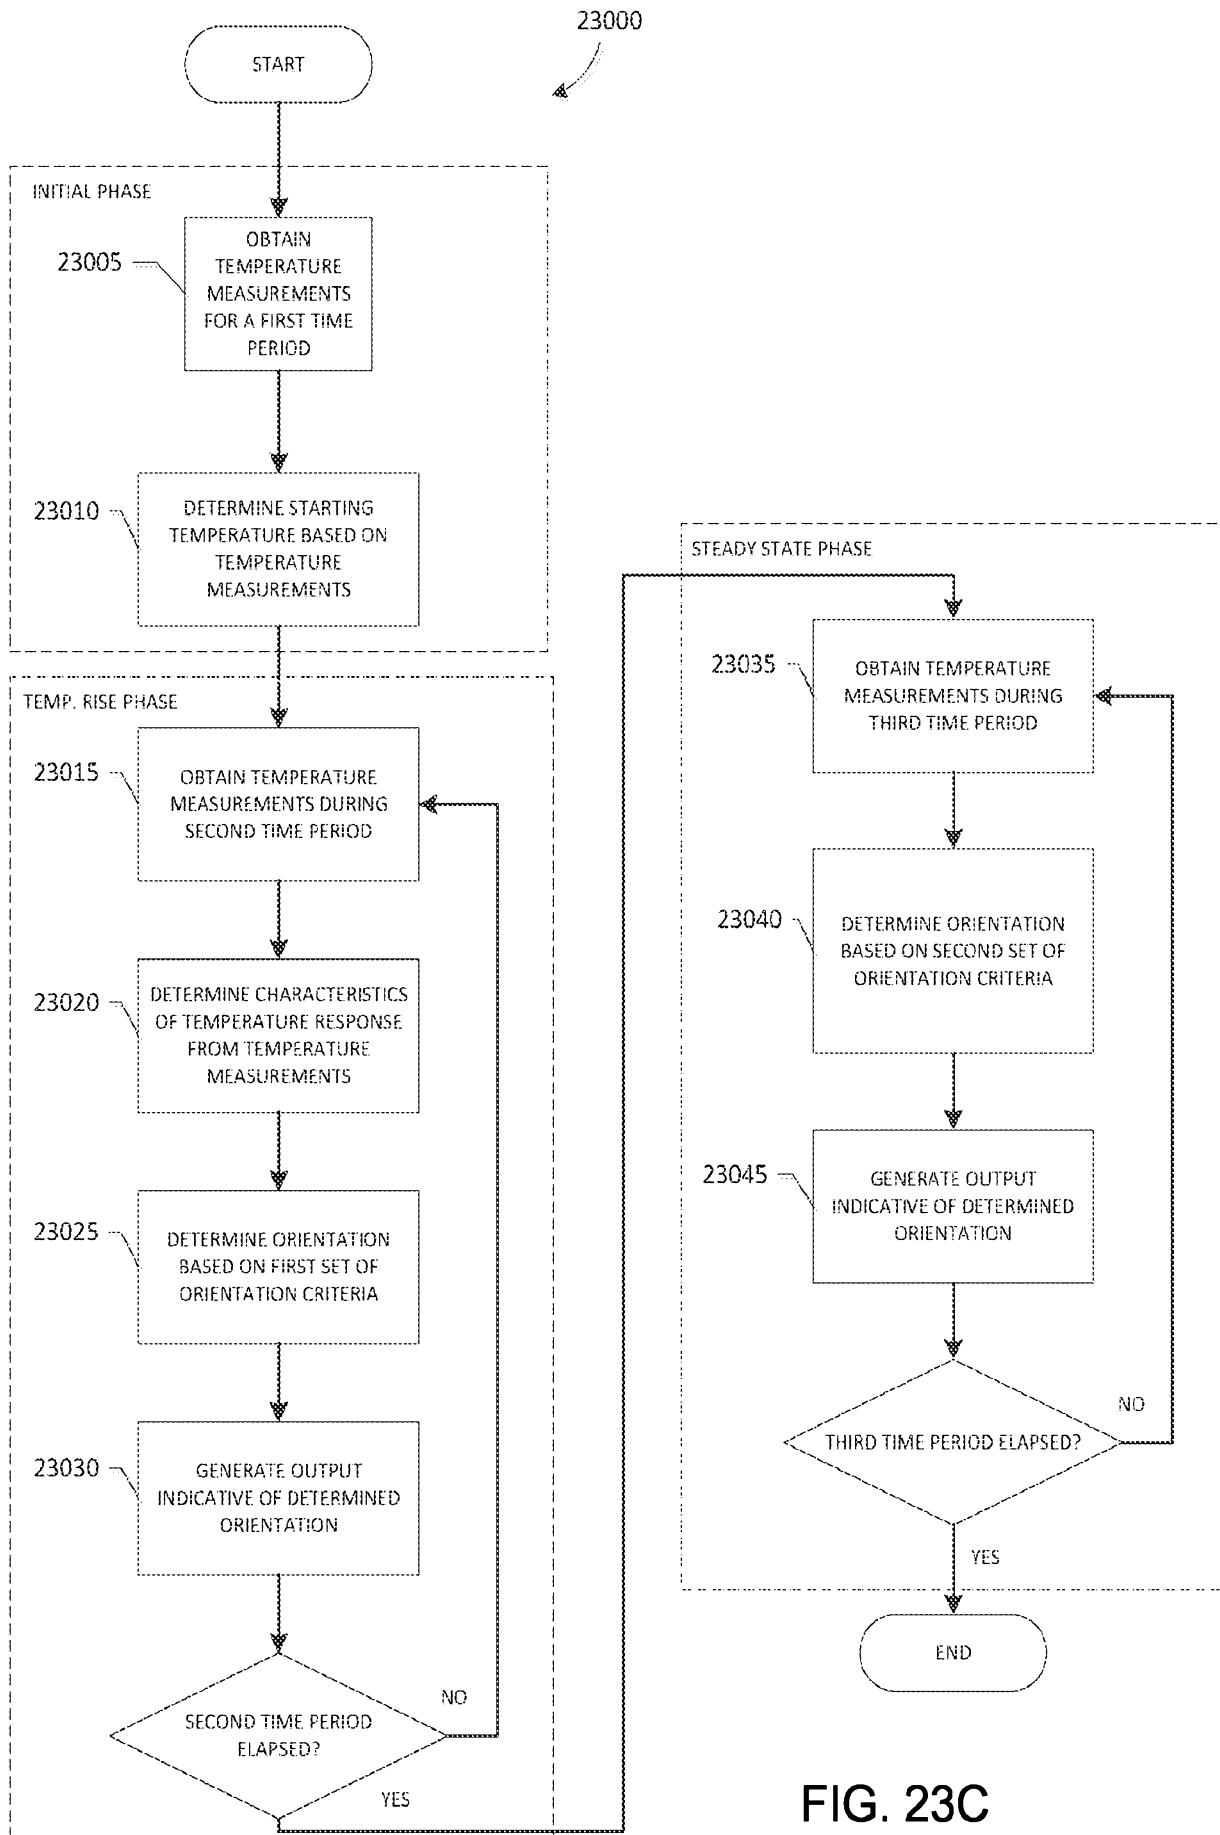 23000
START
INITIAL PHASE
23005
OBTAIN
TEMPERATURE
MEASUREMENTS
FOR A FIRST TIME
PERIOD
23010
DETERMINE STARTING
TEMPERATURE BASED ON
TEMPERATURE
MEASUREMENTS
TEMP. RISE PHASE
23015
OBTAIN TEMPERATURE
MEASUREMENTS DURING
SECOND TIME PERIOD
23020
DETERMINE CHARACTERISTICS
OF TEMPERATURE RESPONSE
FROM TEMPERATURE
MEASUREMENTS
23025
DETERMINE ORIENTATION
BASED ON FIRST SET OF
ORIENTATION CRITERIA
23030
GENERATE OUTPUT
INDICATIVE OF DETERMINED
ORIENTATION
SECOND TIME PERIOD
ELAPSED?
NO
YES
STEADY STATE PHASE
23035
OBTAIN TEMPERATURE
MEASUREMENTS DURING
THIRD TIME PERIOD
23040
DETERMINE ORIENTATION
BASED ON SECOND SET OF
ORIENTATION CRITERIA
23045
GENERATE OUTPUT
INDICATIVE OF DETERMINED
ORIENTATION
THIRD TIME PERIOD ELAPSED?
NO
YES
END
FIG. 23C